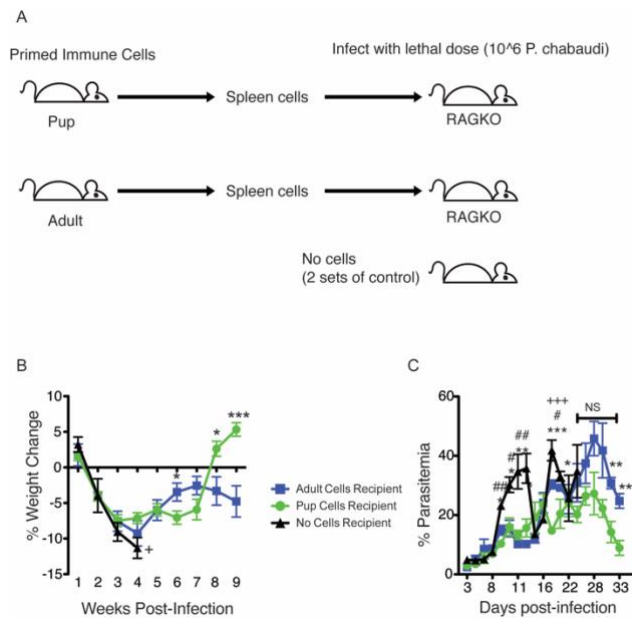 A
Primed Immune Cells
Infect with lethal dose (10^6 P. chabaudi)
Pup
Spleen cells
RAGKO
Adult
Spleen cells
RAGKO
No cells
(2 sets of control)
B
% Weight Change
10
5
0
-5
-10
-15
* * ***
+
1 2 3 4 5 6 7 8 9
Weeks Post-Infection
Adult Cells Recipient
Pup Cells Recipient
No Cells Recipient
C
% Parasitemia
60
40
20
0
NS
+++
#
***
##
**
#
*
##
*
*
**
**
3 8 11 16 22 28 33
Days post-infection